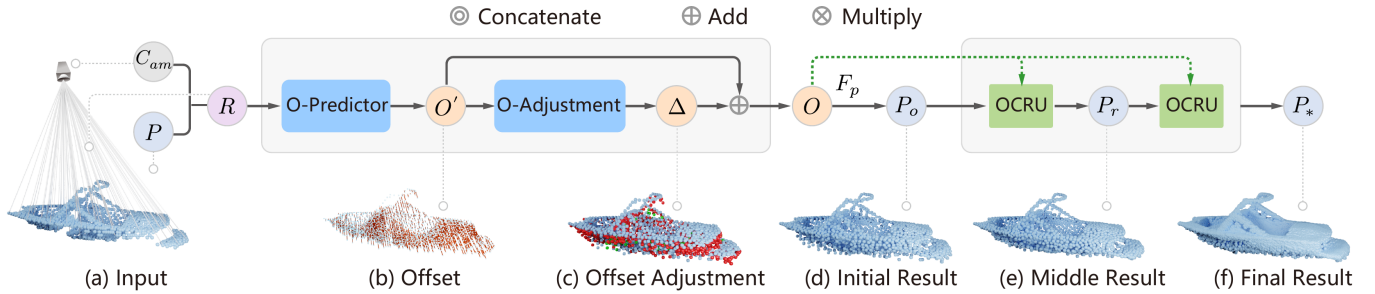 Concatenate Add Multiply
C_am
P
R
O-Predictor
O'
O-Adjustment
Δ
O
F_p
P_o
OCRU
P_r
OCRU
P_*
(a) Input
(b) Offset
(c) Offset Adjustment
(d) Initial Result
(e) Middle Result
(f) Final Result